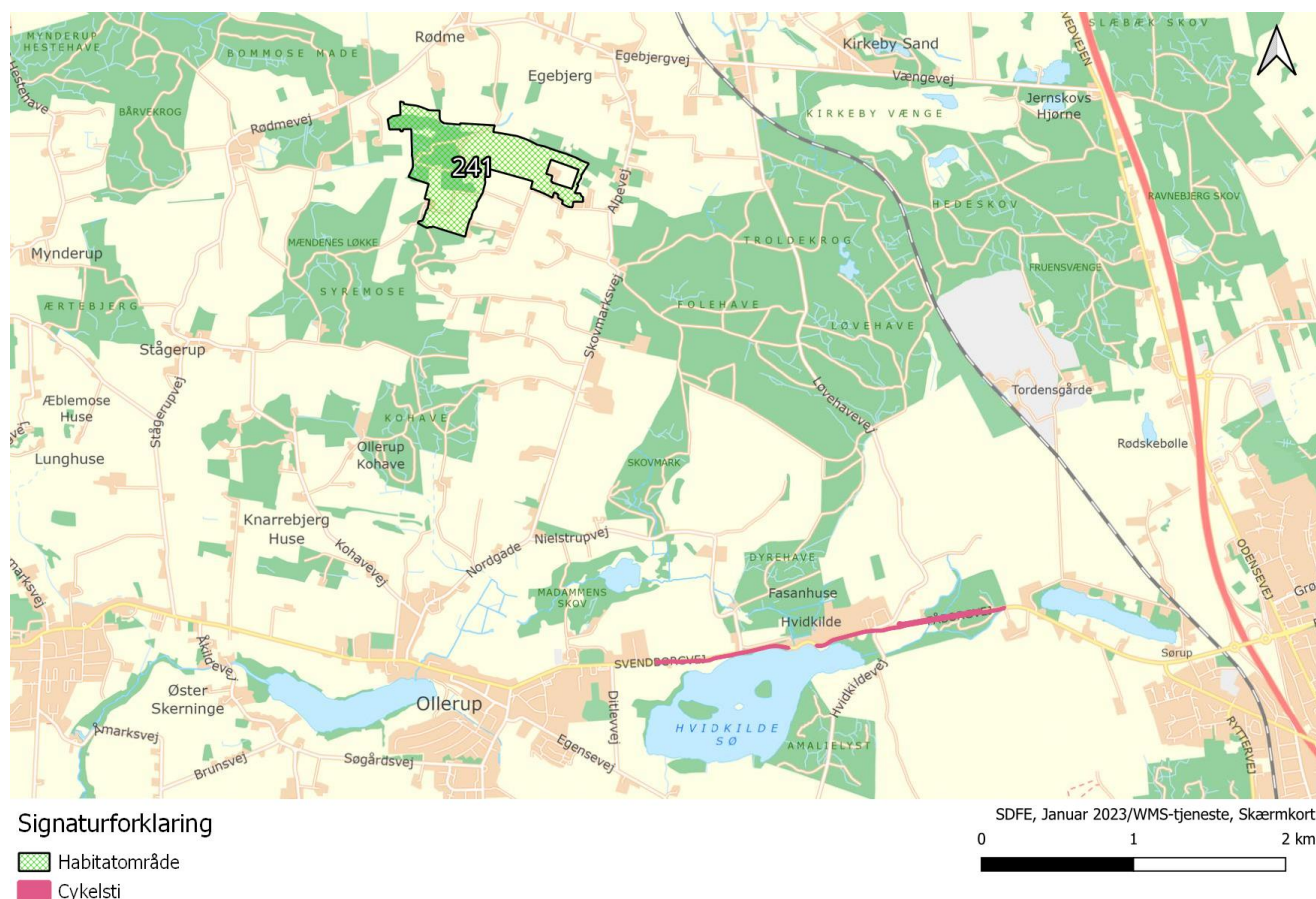 MYNDERUP
HESTEHAVE
BOMMOSE MADE
Rødme
Egebjerg
Egebjergvej
Kirkeby Sand
SLÆBÆK SKOV
Vængevej
Jernskovs
Hjørne
Hestehave
BÅRVEKROG
Rødmevej
KIRKEBY VÆNGE
241
Alpevej
HEDESKOV
RAVNEBJERG SKOV
Mynderup
MÆNDENES LØKKE
TROLDEKROG
FRUENSVÆNGE
SYREMOSE
ÆRTEBJERG
FOLEHAVE
LØVEHAVE
Skovmarksvej
Stågerup
Løvehavevej
Tordensgårde
Æblemose
Huse
Stågerupvej
KOHAVE
Ollerup
Kohave
Rødskebølle
Lunghuse
SKOVMARK
Knarrebjerg
Huse
Kohavevej
Nordgade
Nielstrupvej
DYREHAVE
ODENSEVEJ
MADAMMENS
SKOV
Fasanhuse
Hvidkilde
Sørup
SVENDBORGVEJ
Åkildevej
Øster
Skerninge
Ollerup
Ditlevvej
Hvidkildevej
HVIDKILDE
SØ
AMALIELYST
RYTTERVEJ
Åmarksvej
Brunsvej
Søgårdsvej
Egensevej
Signaturforklaring
Habitatområde
Cykelsti
SDFE, Januar 2023/WMS-tjeneste, Skærmkort
0 1 2 km